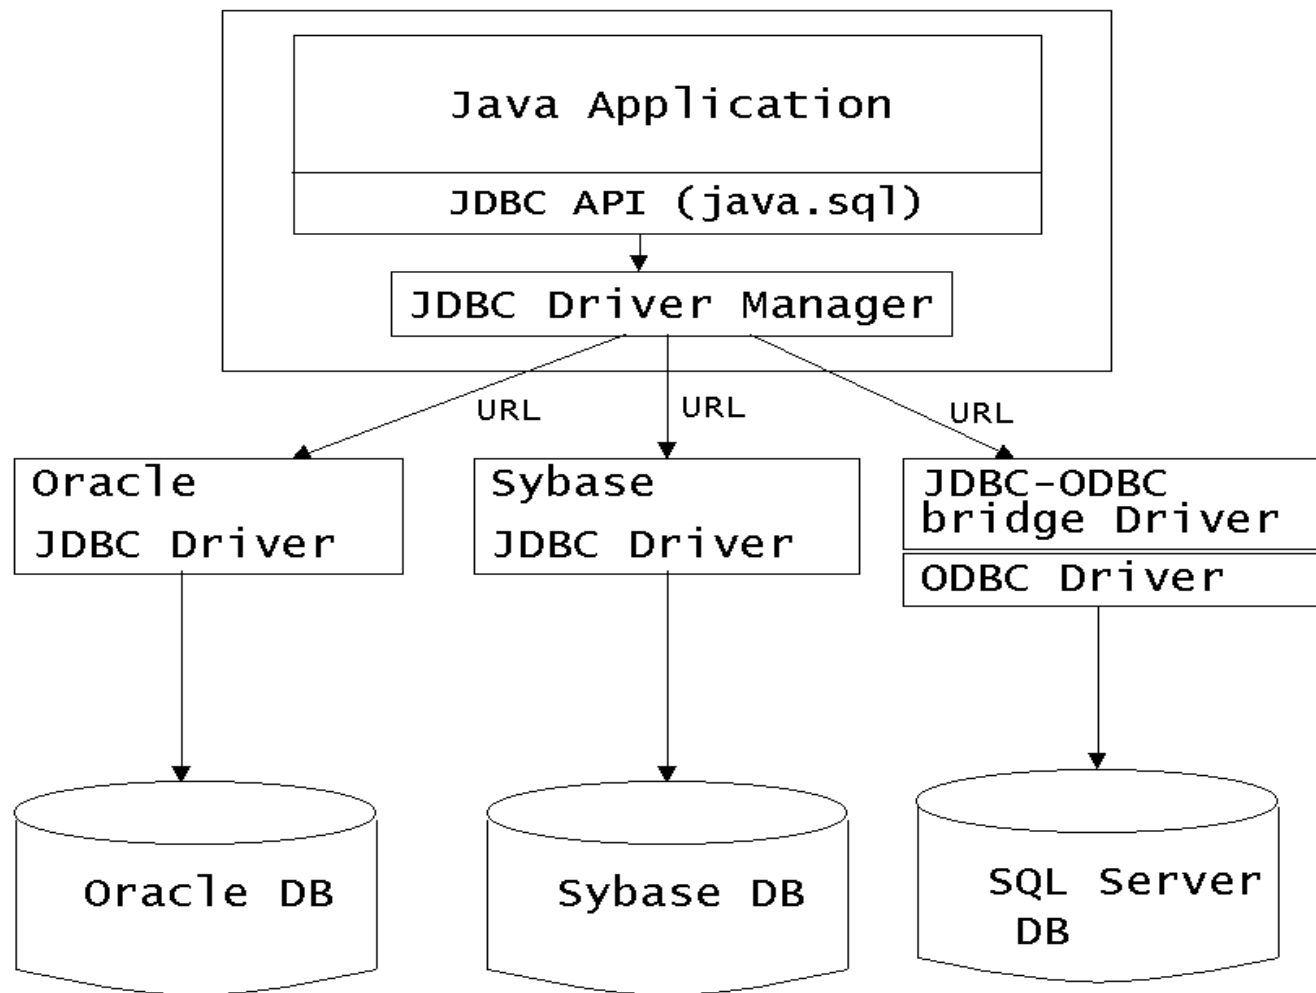 Java Application
JDBC API (java.sql)
JDBC Driver Manager
URL
URL
URL
Oracle
JDBC Driver
Sybase
JDBC Driver
JDBC-ODBC
bridge Driver
ODBC Driver
Oracle DB
Sybase DB
SQL Server
DB